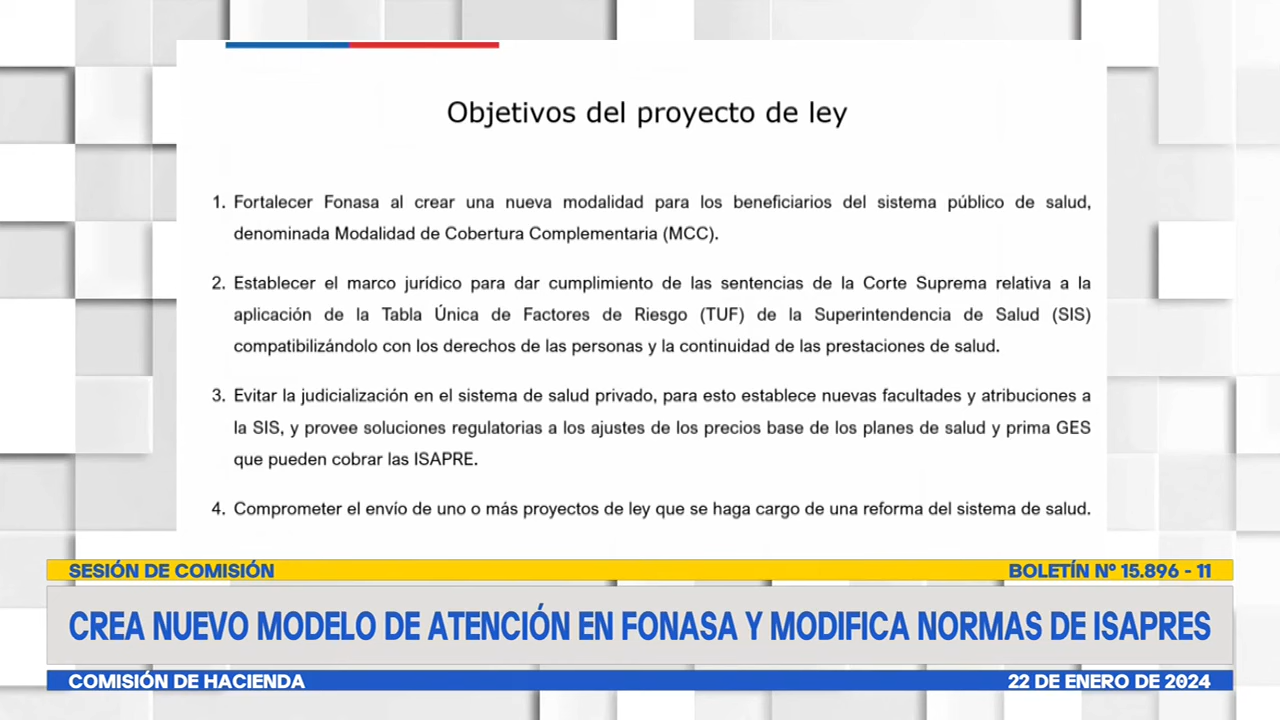 Objetivos del proyecto de ley
1. Fortalecer Fonasa al crear una nueva modalidad para los beneficiarios del sistema público de salud,
denominada Modalidad de Cobertura Complementaria (MCC).
2. Establecer el marco jurídico para dar cumplimiento de las sentencias de la Corte Suprema relativa a la
aplicación de la Tabla Única de Factores de Riesgo (TUF) de la Superintendencia de Salud (SIS)
compatibilizándolo con los derechos de las personas y la continuidad de las prestaciones de salud.
3. Evitar la judicialización en el sistema de salud privado, para esto establece nuevas facultades y atribuciones a
la SIS, y provee soluciones regulatorias a los ajustes de los precios base de los planes de salud y prima GES
que pueden cobrar las ISAPRE.
4. Comprometer el envío de uno o más proyectos de ley que se haga cargo de una reforma del sistema de salud.
SESIÓN DE COMISIÓN
BOLETÍN N° 15.896 - 11
CREA NUEVO MODELO DE ATENCIÓN EN FONASA Y MODIFICA NORMAS DE ISAPRES
COMISIÓN DE HACIENDA
22 DE ENERO DE 2024